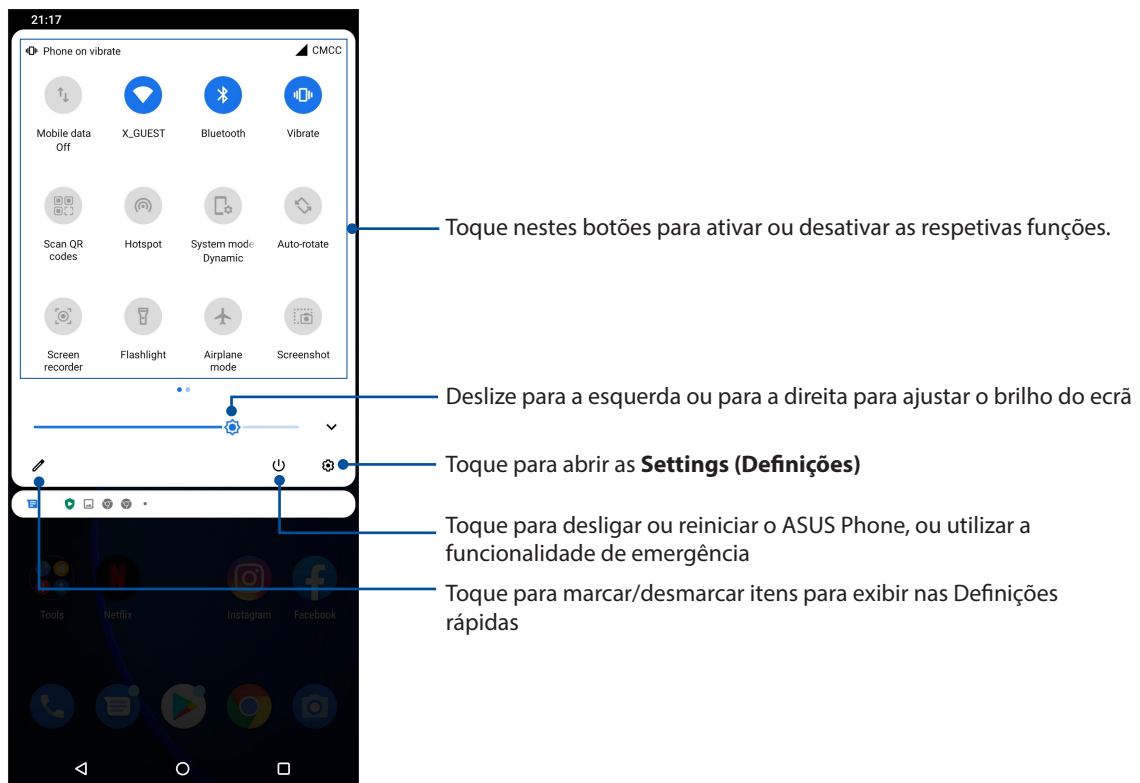 21:17
Phone on vibrate
CMCC
Mobile data
Off
X_GUEST
Bluetooth
Vibrate
Scan QR
codes
Hotspot
System mode
Dynamic
Auto-rotate
Screen
recorder
Flashlight
Airplane
mode
Screenshot
Tools
Netflix
Instagram
Facebook
Toque nestes botões para ativar ou desativar as respetivas funções.
Deslize para a esquerda ou para a direita para ajustar o brilho do ecrã
Toque para abrir as Settings (Definições)
Toque para desligar ou reiniciar o ASUS Phone, ou utilizar a
funcionalidade de emergência
Toque para marcar/desmarcar itens para exibir nas Definições
rápidas